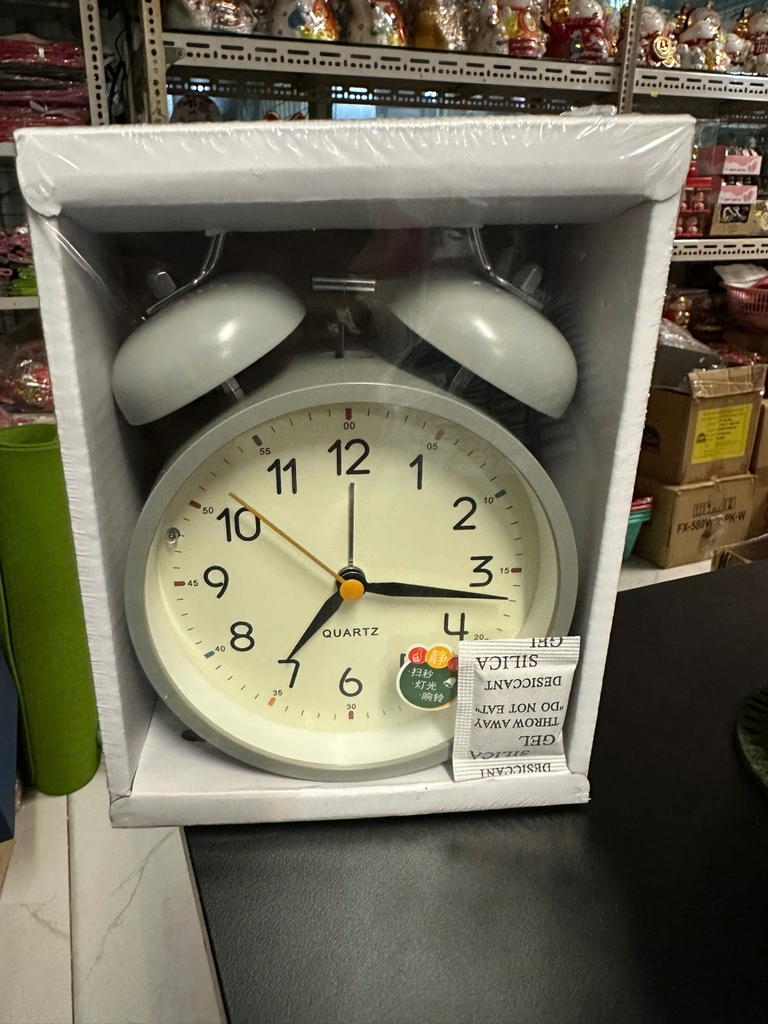 00
05
10
15
20
30
35
40
45
50
55
12
1
2
3
4
6
7
8
9
10
11
QUARTZ
静
扫秒
灯光
响铃
GEL
SILICA
DESICCANT
"DO NOT EAT"
THROW AWAY
GEL
SILICA
DESICCANT